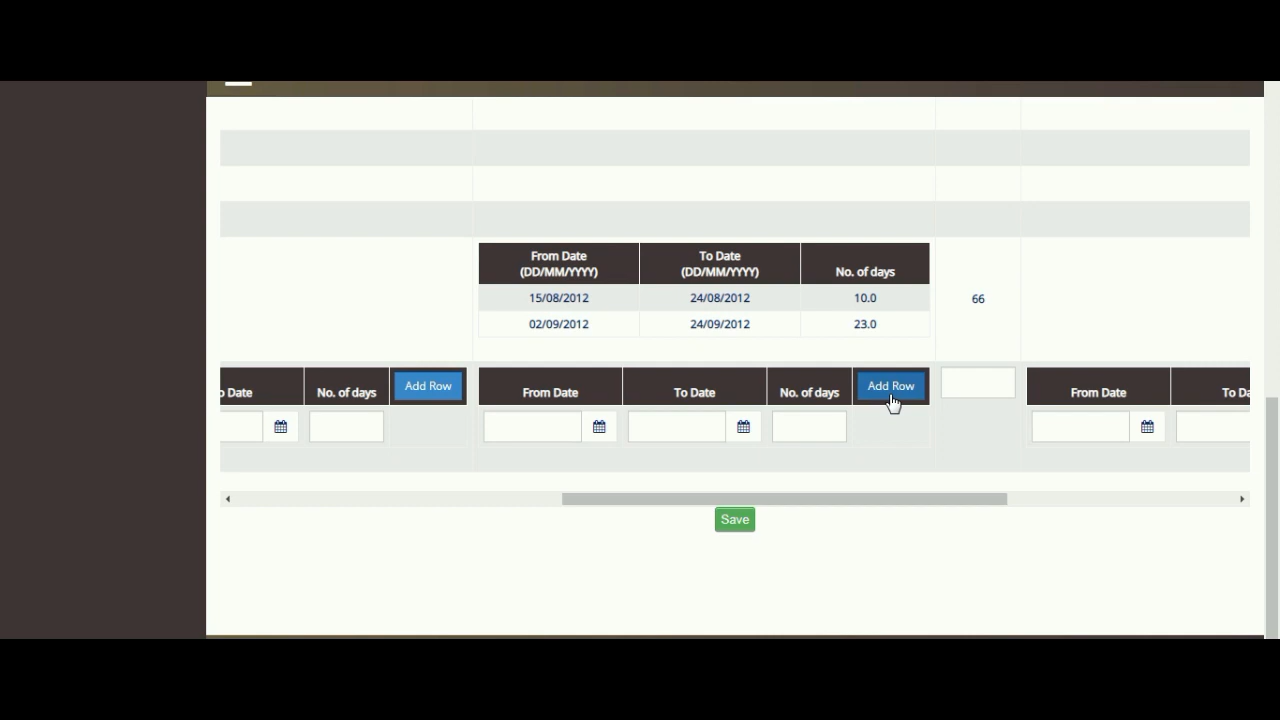 From Date To Date
(DD/MM/YYYY) (DD/MM/YYYY) No. of days
15/08/2012 24/08/2012 10.0 66
02/09/2012 24/09/2012 23.0
Date No. of days Add Row From Date To Date No. of days Add Row From Date To Da
Save